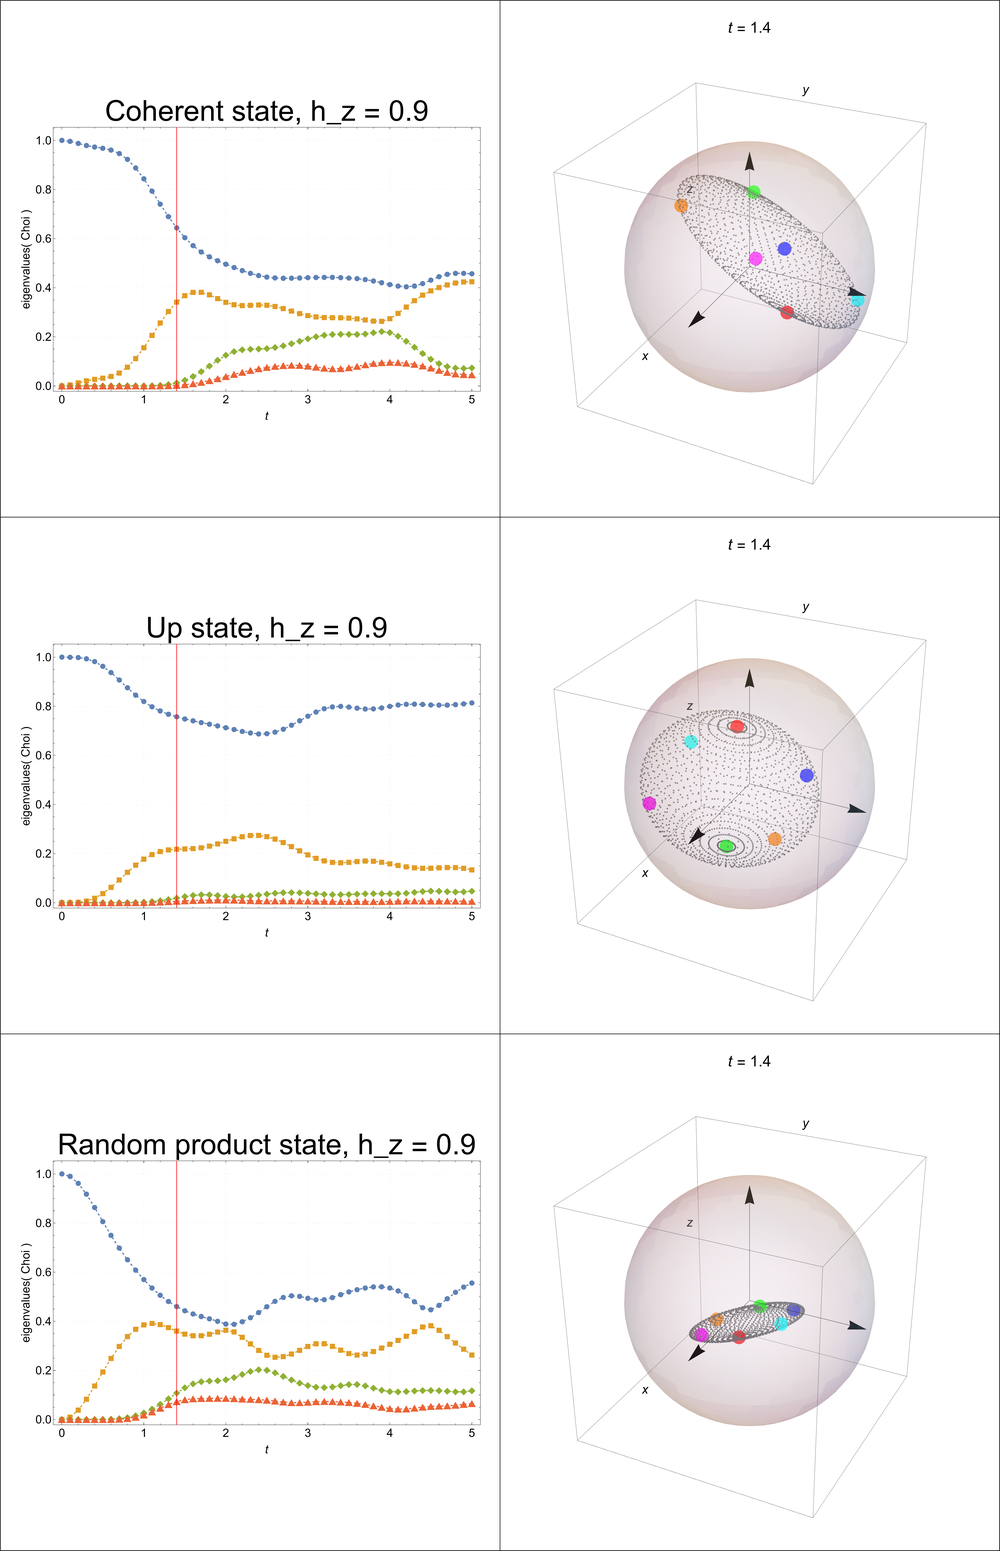 Coherent state, h_z = 0.9
eigenvalues( Choi )
1.0
0.8
0.6
0.4
0.2
0.0
0 1 2 3 4 5
t
t = 1.4
y
z
x
Up state, h_z = 0.9
eigenvalues( Choi )
1.0
0.8
0.6
0.4
0.2
0.0
0 1 2 3 4 5
t
t = 1.4
y
z
x
Random product state, h_z = 0.9
eigenvalues( Choi )
1.0
0.8
0.6
0.4
0.2
0.0
0 1 2 3 4 5
t
t = 1.4
y
z
x